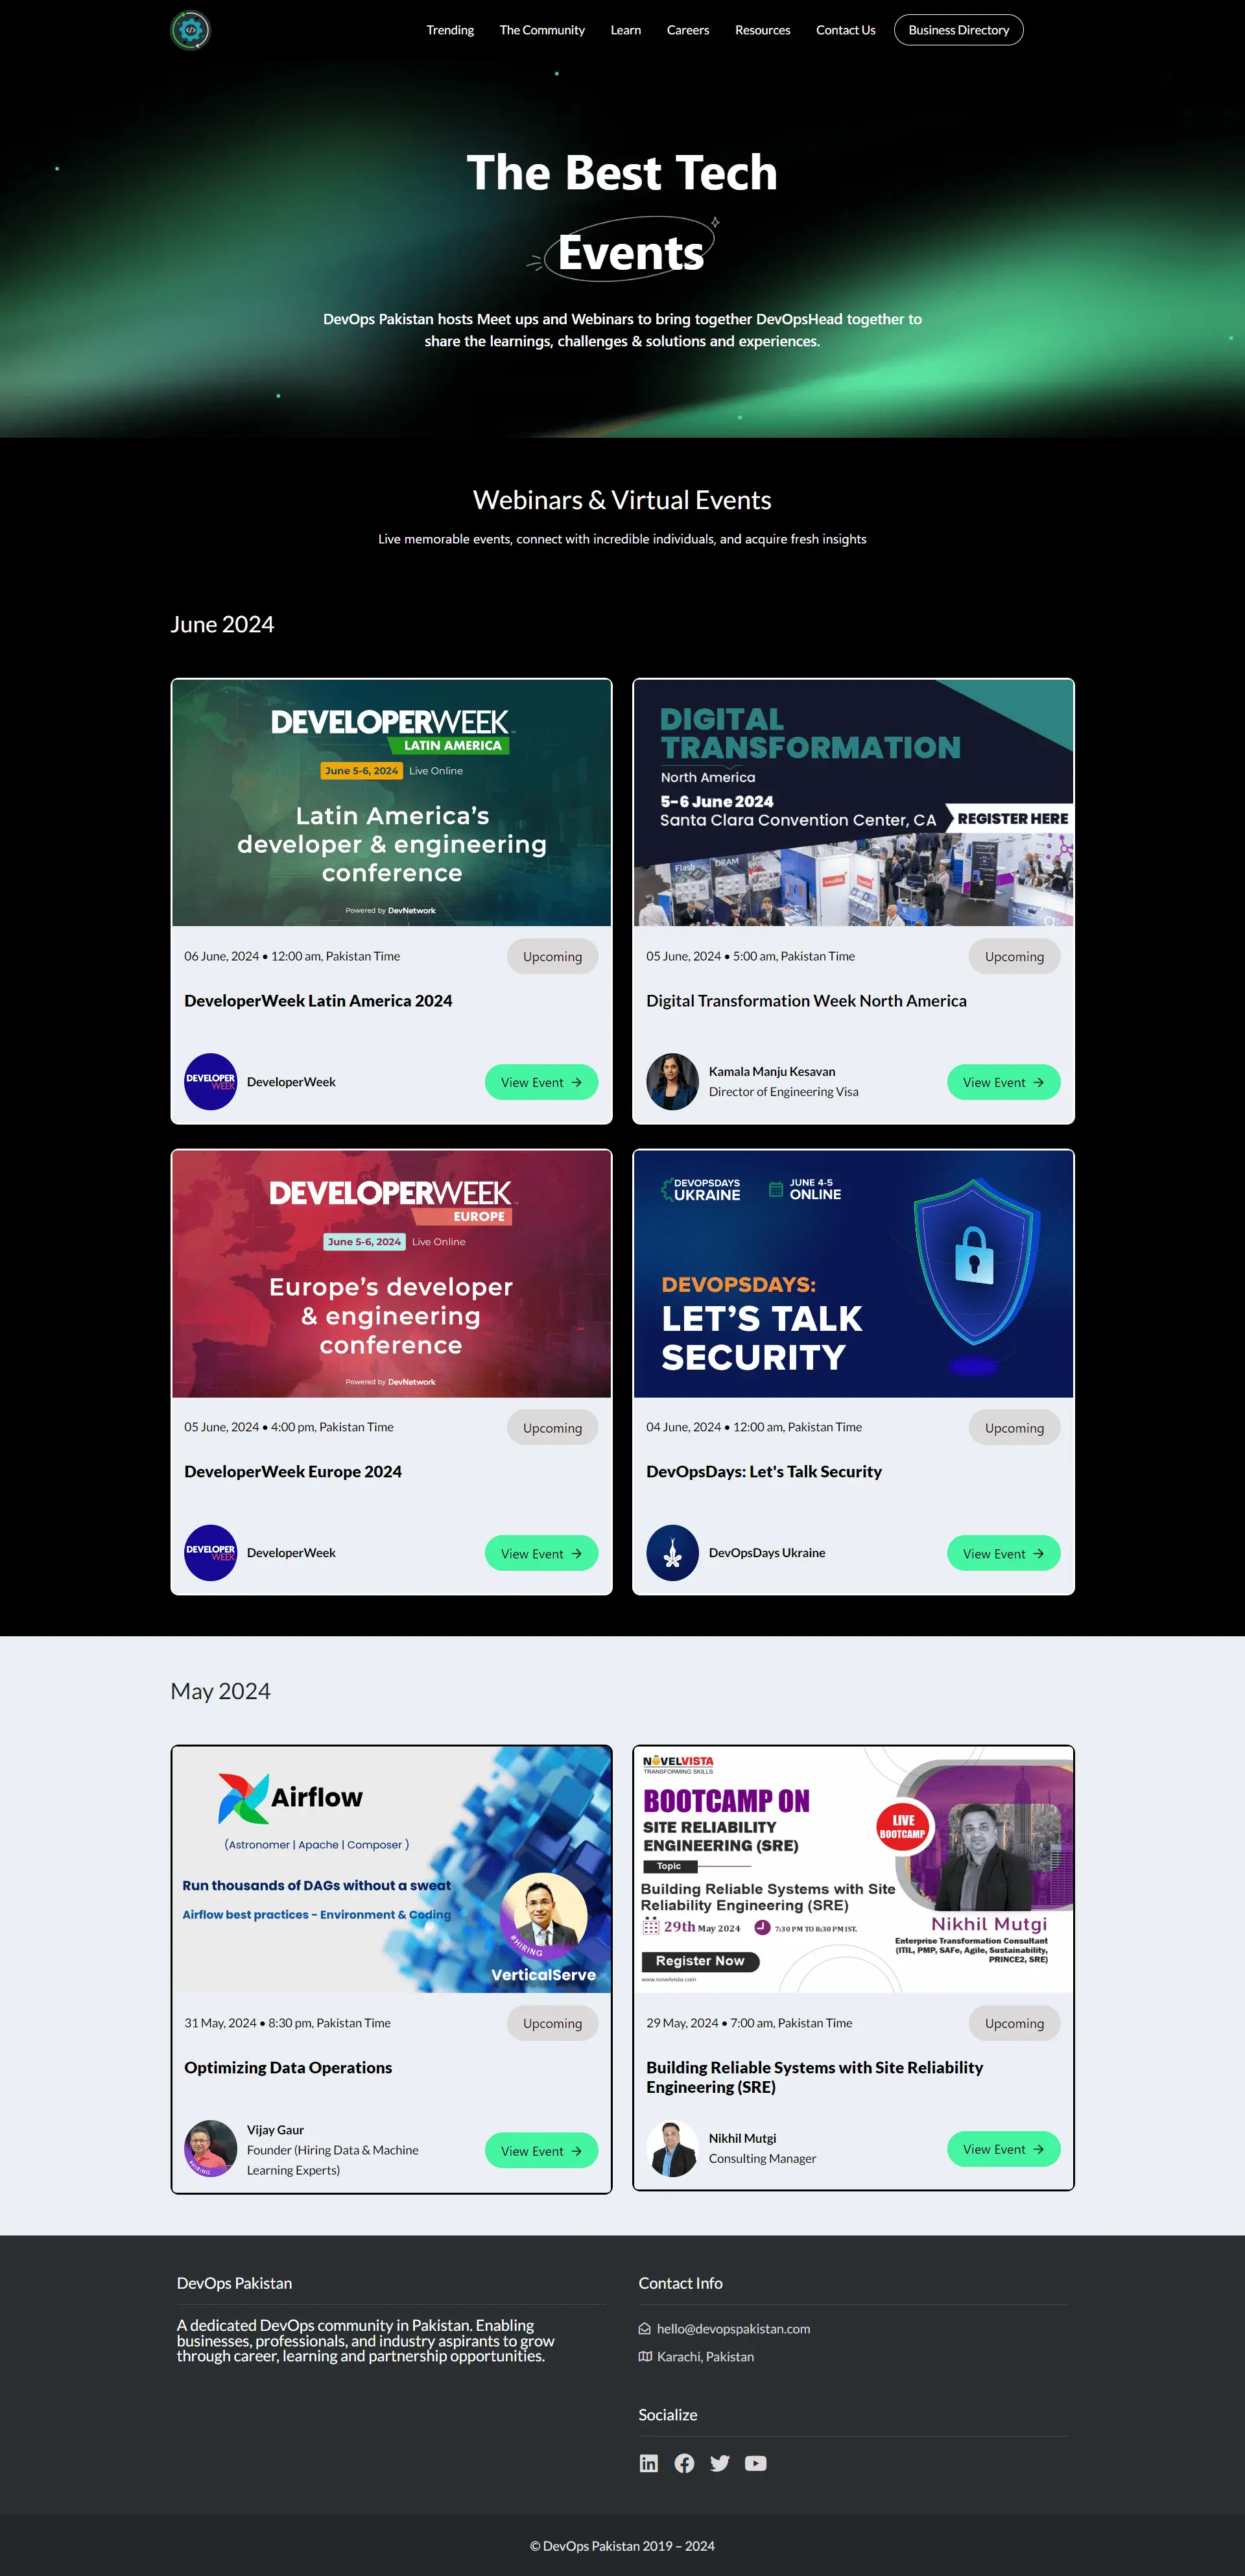 Trending
The Community
Learn
Careers
Resources
Contact Us
Business Directory
The Best Tech
Events
DevOps Pakistan hosts Meet ups and Webinars to bring together DevOpsHead together to
share the learnings, challenges & solutions and experiences.
Webinars & Virtual Events
Live memorable events, connect with incredible individuals, and acquire fresh insights
June 2024
DEVELOPERWEEK
LATIN AMERICA
June 5-6, 2024 Live Online
Latin America's
developer & engineering
conference
Powered by DevNetwork
06 June, 2024 • 12:00 am, Pakistan Time
Upcoming
DeveloperWeek Latin America 2024
DEVELOPER
WEEK
DeveloperWeek
View Event →
DIGITAL
TRANSFORMATION
North America
5-6 June 2024
Santa Clara Convention Center, CA
REGISTER HERE
Flash
DRAM
05 June, 2024 • 5:00 am, Pakistan Time
Upcoming
Digital Transformation Week North America
Kamala Manju Kesavan
Director of Engineering Visa
View Event →
DEVELOPERWEEK
EUROPE
June 5-6, 2024 Live Online
Europe's developer
& engineering
conference
Powered by DevNetwork
05 June, 2024 • 4:00 pm, Pakistan Time
Upcoming
DeveloperWeek Europe 2024
DEVELOPER
WEEK
DeveloperWeek
View Event →
DEVOPSDAYS
UKRAINE
JUNE 4-5
ONLINE
DEVOPSDAYS:
LET'S TALK
SECURITY
04 June, 2024 • 12:00 am, Pakistan Time
Upcoming
DevOpsDays: Let's Talk Security
DevOpsDays Ukraine
View Event →
May 2024
Airflow
(Astronomer | Apache | Composer )
Run thousands of DAGs without a sweat
Airflow best practices - Environment & Coding
#HIRING
VerticalServe
31 May, 2024 • 8:30 pm, Pakistan Time
Upcoming
Optimizing Data Operations
#HIRING
Vijay Gaur
Founder (Hiring Data & Machine
Learning Experts)
View Event →
NOVELVISTA
TRANSFORMING SKILLS
BOOTCAMP ON
SITE RELIABILITY
ENGINEERING (SRE)
LIVE
BOOTCAMP
Topic
Building Reliable Systems with Site
Reliability Engineering (SRE)
29th May 2024
7:30 PM TO 8:30 PM IST.
Nikhil Mutgi
Enterprise Transformation Consultant
(ITIL, PMP, SAFe, Agile, Sustainability,
PRINCE2, SRE)
Register Now
www.novelvista.com
29 May, 2024 • 7:00 am, Pakistan Time
Upcoming
Building Reliable Systems with Site Reliability
Engineering (SRE)
Nikhil Mutgi
Consulting Manager
View Event →
DevOps Pakistan
A dedicated DevOps community in Pakistan. Enabling
businesses, professionals, and industry aspirants to grow
through career, learning and partnership opportunities.
Contact Info
hello@devopspakistan.com
Karachi, Pakistan
Socialize
© DevOps Pakistan 2019 – 2024